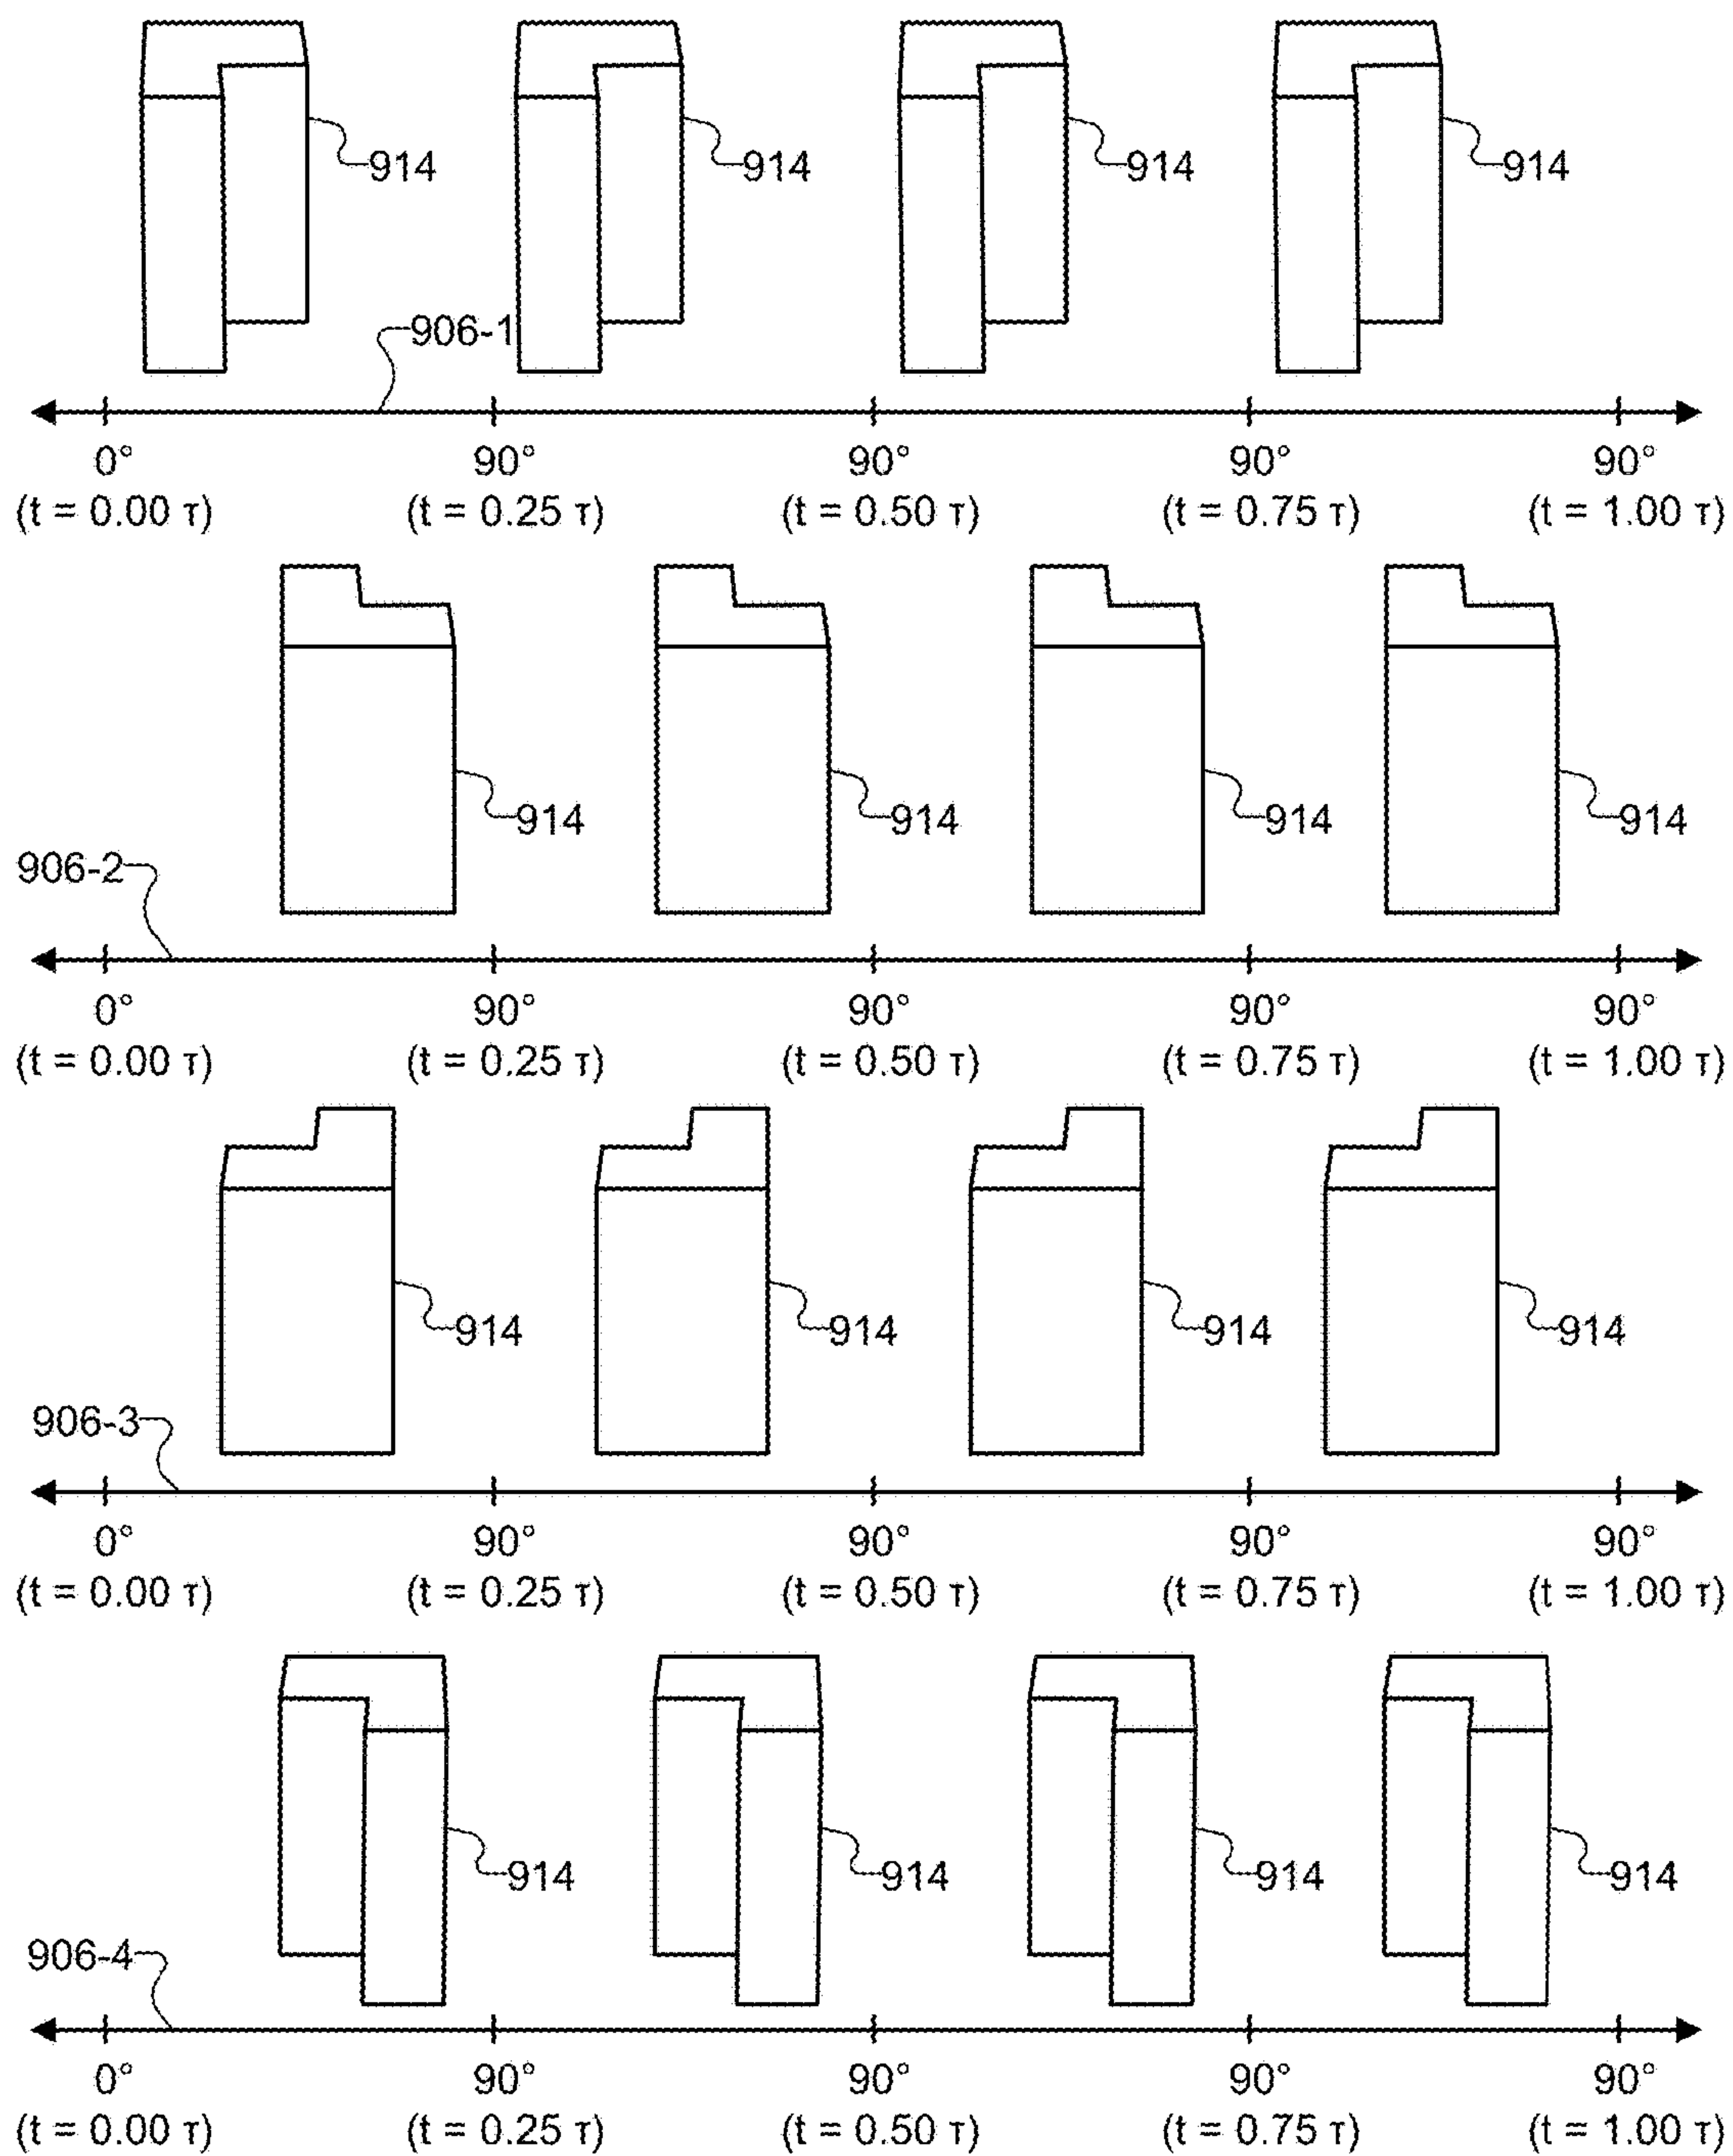 914 914 914 914
906-1
0° 90° 90° 90° 90°
(t = 0.00 τ) (t = 0.25 τ) (t = 0.50 τ) (t = 0.75 τ) (t = 1.00 τ)
914 914 914 914
906-2
0° 90° 90° 90° 90°
(t = 0.00 τ) (t = 0.25 τ) (t = 0.50 τ) (t = 0.75 τ) (t = 1.00 τ)
914 914 914 914
906-3
0° 90° 90° 90° 90°
(t = 0.00 τ) (t = 0.25 τ) (t = 0.50 τ) (t = 0.75 τ) (t = 1.00 τ)
914 914 914 914
906-4
0° 90° 90° 90° 90°
(t = 0.00 τ) (t = 0.25 τ) (t = 0.50 τ) (t = 0.75 τ) (t = 1.00 τ)